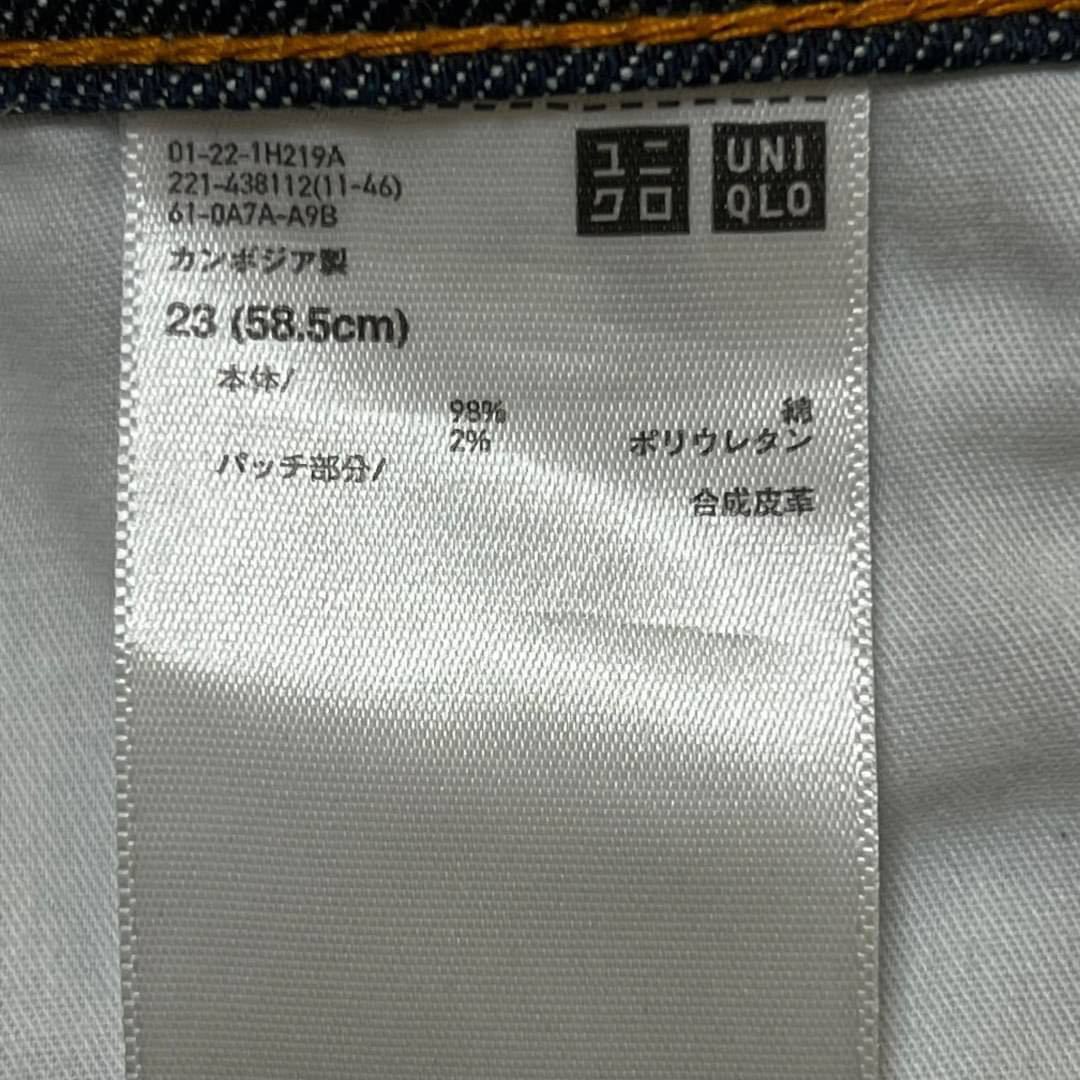 01-22-1H219A
221-438112(11-46)
61-0A7A-A9B
ユニ
クロ
UNI
QLO
カンボジア製
23 (58.5cm)
本体/
98% 綿
2% ポリウレタン
パッチ部分/
合成皮革